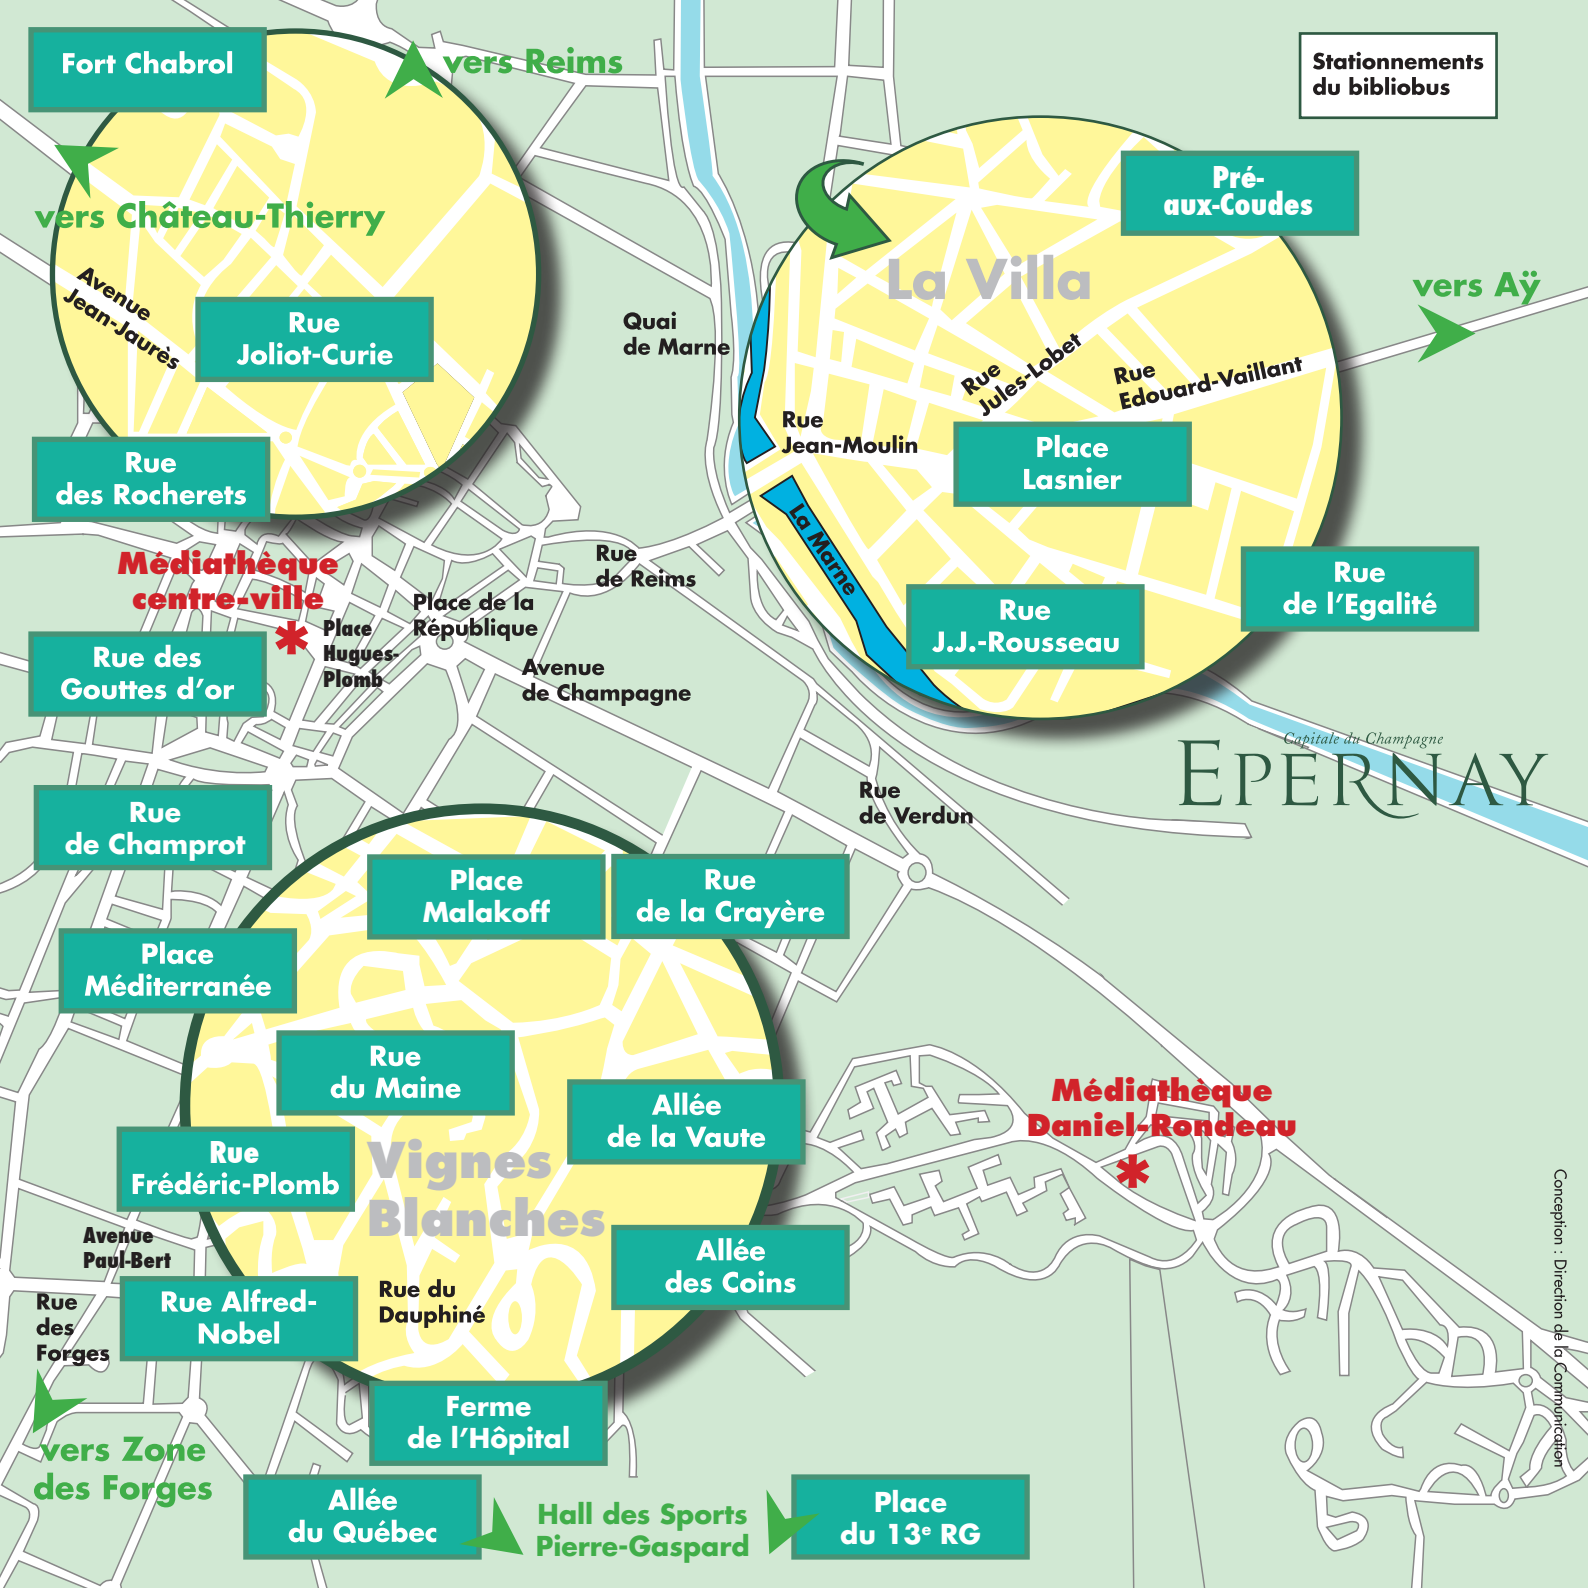 Fort Chabrol
vers Reims
Stationnements
du bibliobus
vers Château-Thierry
Pré-
aux-Coudes
La Villa
vers Aÿ
Avenue
Jean-Jaurès
Rue
Joliot-Curie
Quai
de Marne
Rue
Jules-Lobet
Rue
Edouard-Vaillant
Rue
Jean-Moulin
Place
Lasnier
Rue
des Rocherets
La Marne
Médiathèque
centre-ville
Rue
de Reims
Place de la
République
Place
Hugues-
Plomb
Rue
de l'Egalité
Rue
J.J.-Rousseau
Rue des
Gouttes d'or
Avenue
de Champagne
Capitale du Champagne
EPERNAY
Rue
de Champrot
Rue
de Verdun
Place
Malakoff
Rue
de la Crayère
Place
Méditerranée
Rue
du Maine
Allée
de la Vaute
Médiathèque
Daniel-Rondeau
Rue
Frédéric-Plomb
Vignes
Blanches
Avenue
Paul-Bert
Allée
des Coins
Rue
des
Forges
Rue Alfred-
Nobel
Rue du
Dauphiné
Ferme
de l'Hôpital
vers Zone
des Forges
Allée
du Québec
Hall des Sports
Pierre-Gaspard
Place
du 13e RG
Conception : Direction de la Communication